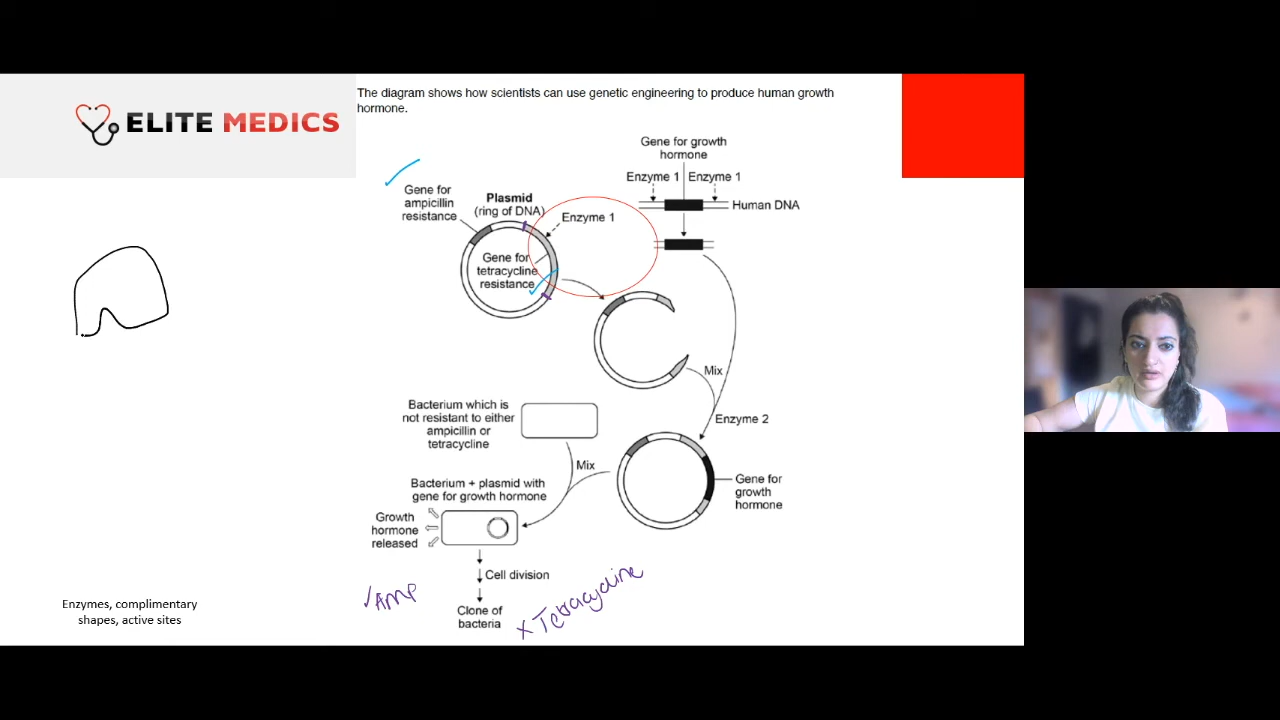 The diagram shows how scientists can use genetic engineering to produce human growth
hormone.
ELITE MEDICS
Gene for growth
hormone
Enzyme 1
Enzyme 1
Human DNA
Gene for
ampicillin
resistance
Plasmid
(ring of DNA)
Enzyme 1
Gene for
tetracycline
resistance
Mix
Enzyme 2
Bacterium which is
not resistant to either
ampicillin or
tetracycline
Mix
Gene for
growth
hormone
Bacterium + plasmid with
gene for growth hormone
Growth
hormone
released
Cell division
Clone of
bacteria
✓ Amp
x Tetracycline
Enzymes, complimentary
shapes, active sites